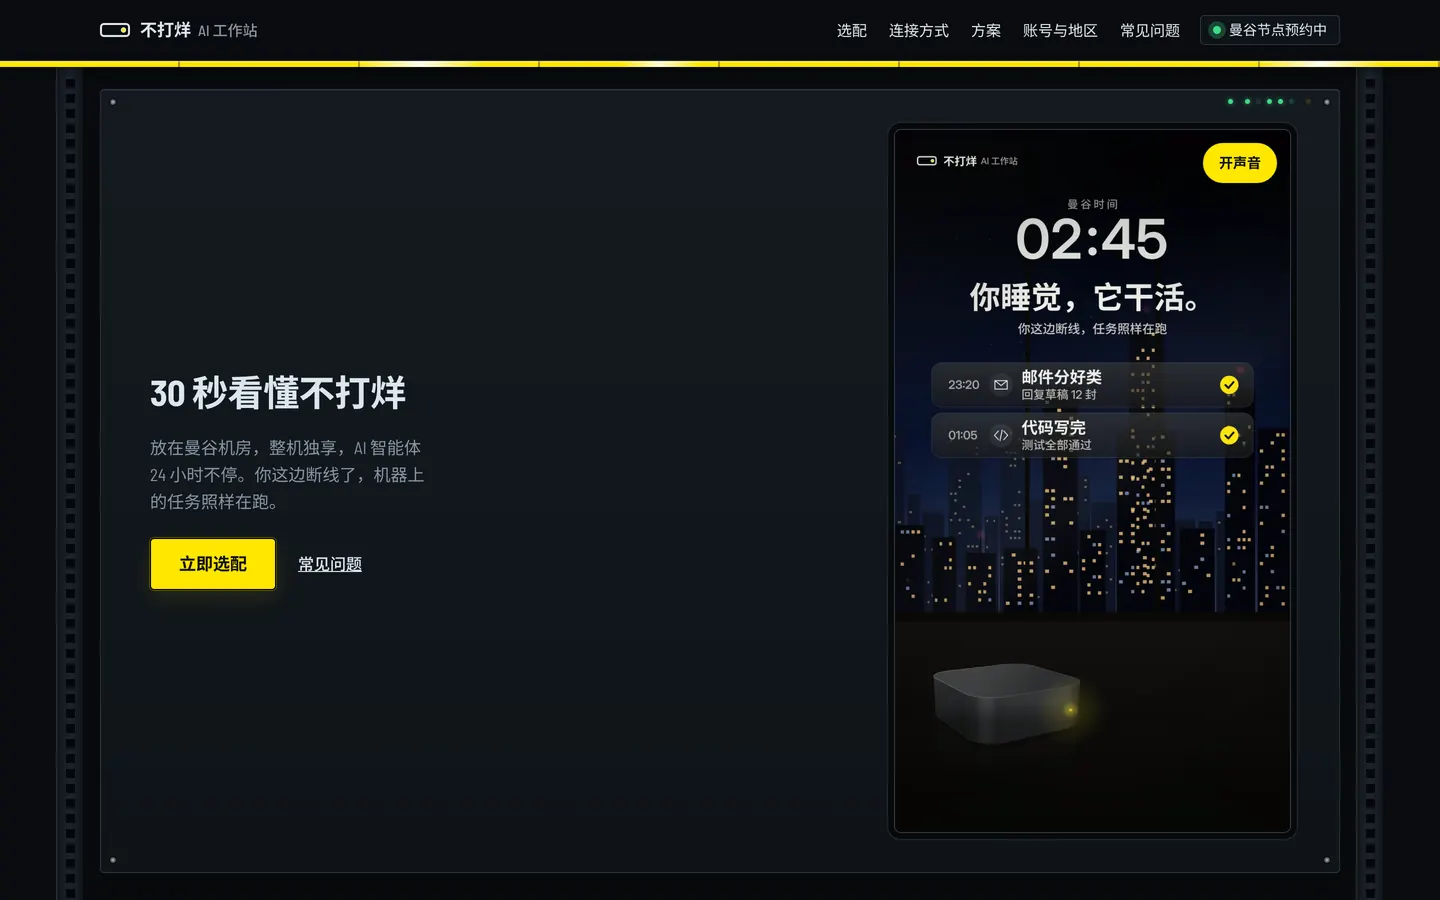 不打烊 AI 工作站
选配
连接方式
方案
账号与地区
常见问题
曼谷节点预约中
30 秒看懂不打烊
放在曼谷机房，整机独享，AI 智能体
24 小时不停。你这边断线了，机器上
的任务照样在跑。
立即选配
常见问题
不打烊 AI 工作站
开声音
曼谷时间
02:45
你睡觉，它干活。
你这边断线，任务照样在跑
23:20
邮件分好类
回复草稿 12 封
01:05
代码写完
测试全部通过